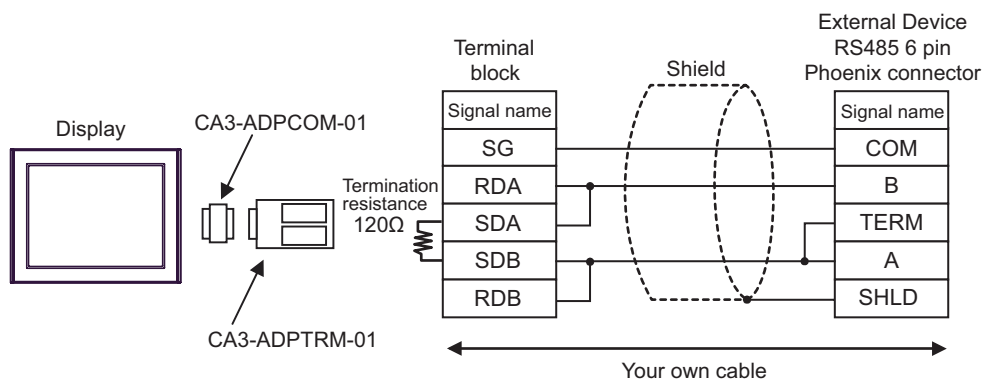 External Device
RS485 6 pin
Phoenix connector
Terminal
block
Shield
Signal name
Signal name
Display
CA3-ADPCOM-01
SG
COM
Termination
resistance
120Ω
RDA
B
SDA
TERM
SDB
A
RDB
SHLD
CA3-ADPTRM-01
Your own cable